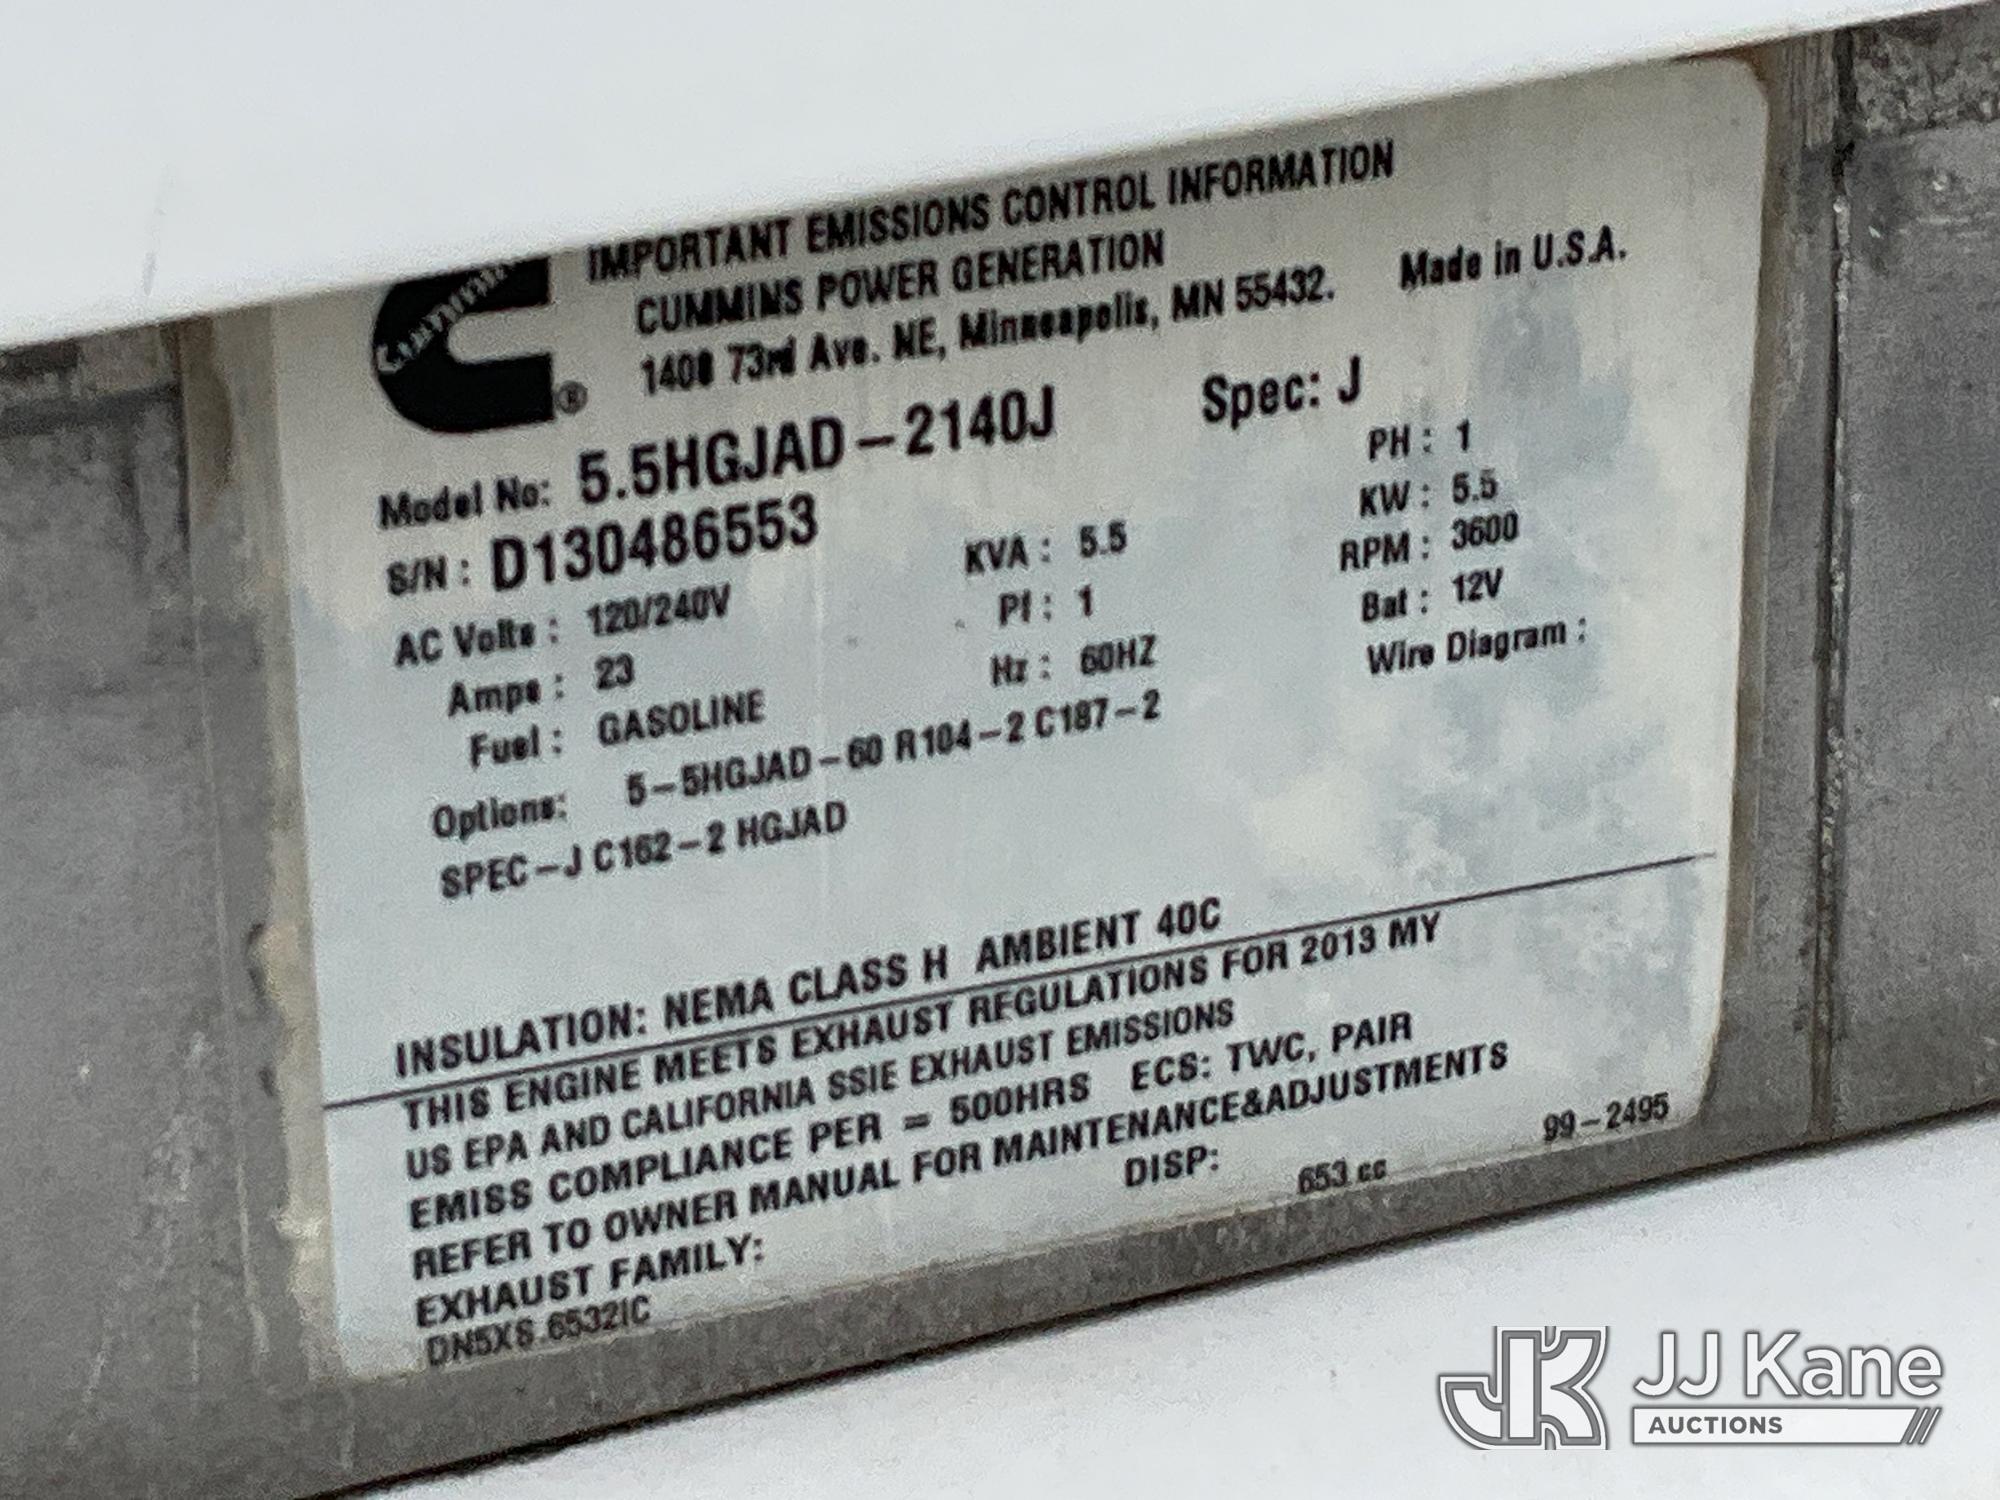 Cummins
IMPORTANT EMISSIONS CONTROL INFORMATION
CUMMINS POWER GENERATION
1400 73rd Ave. NE, Minneapolis, MN 55432. Made in U.S.A.
®
Model No: 5.5HGJAD-2140J Spec: J
S/N: D130486553 PH: 1
AC Volts: 120/240V KVA: 5.5 KW: 5.5
Amps: 23 Pf: 1 RPM: 3600
Fuel: GASOLINE Hz: 60HZ Bat: 12V
Wire Diagram:
Options: 5-5HGJAD-60 R104-2 C187-2
SPEC-J C162-2 HGJAD
INSULATION: NEMA CLASS H AMBIENT 40C
THIS ENGINE MEETS EXHAUST REGULATIONS FOR 2013 MY
US EPA AND CALIFORNIA SSIE EXHAUST EMISSIONS
EMISS COMPLIANCE PER = 500HRS ECS: TWC, PAIR
REFER TO OWNER MANUAL FOR MAINTENANCE&ADJUSTMENTS
EXHAUST FAMILY: DISP: 653 cc 99-2495
DN5XS.6532IC
JK JJ Kane
AUCTIONS